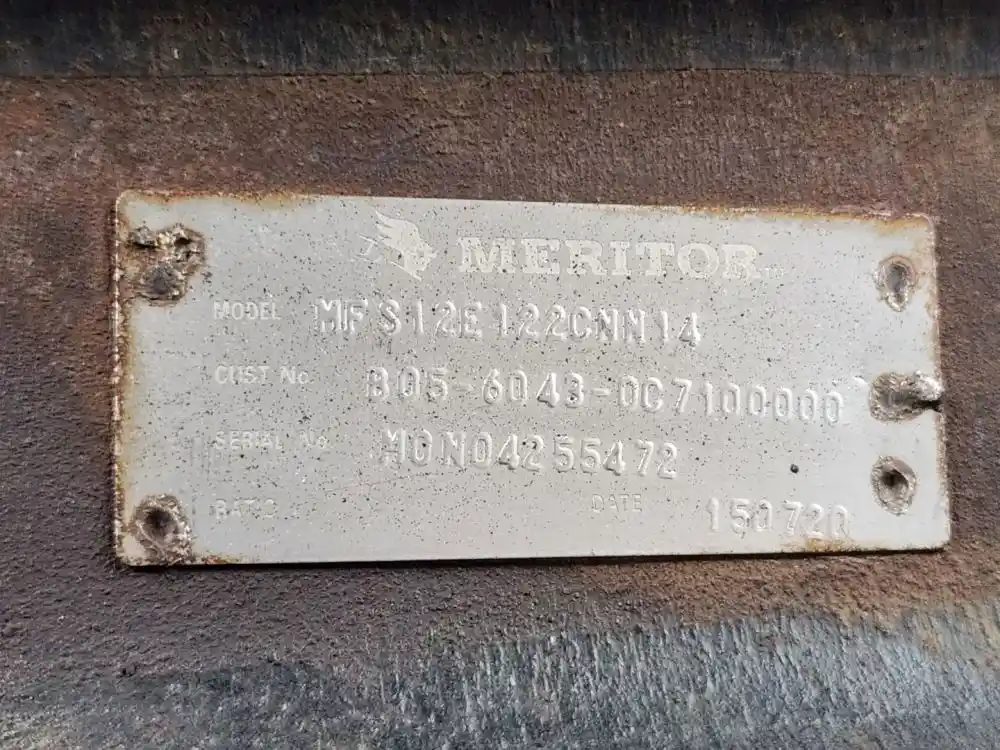 MERITOR
MODEL MFS12E122CNN14
CUST No B05-6043-0C7100000
SERIAL No MON04255472
RATIO DATE 150720